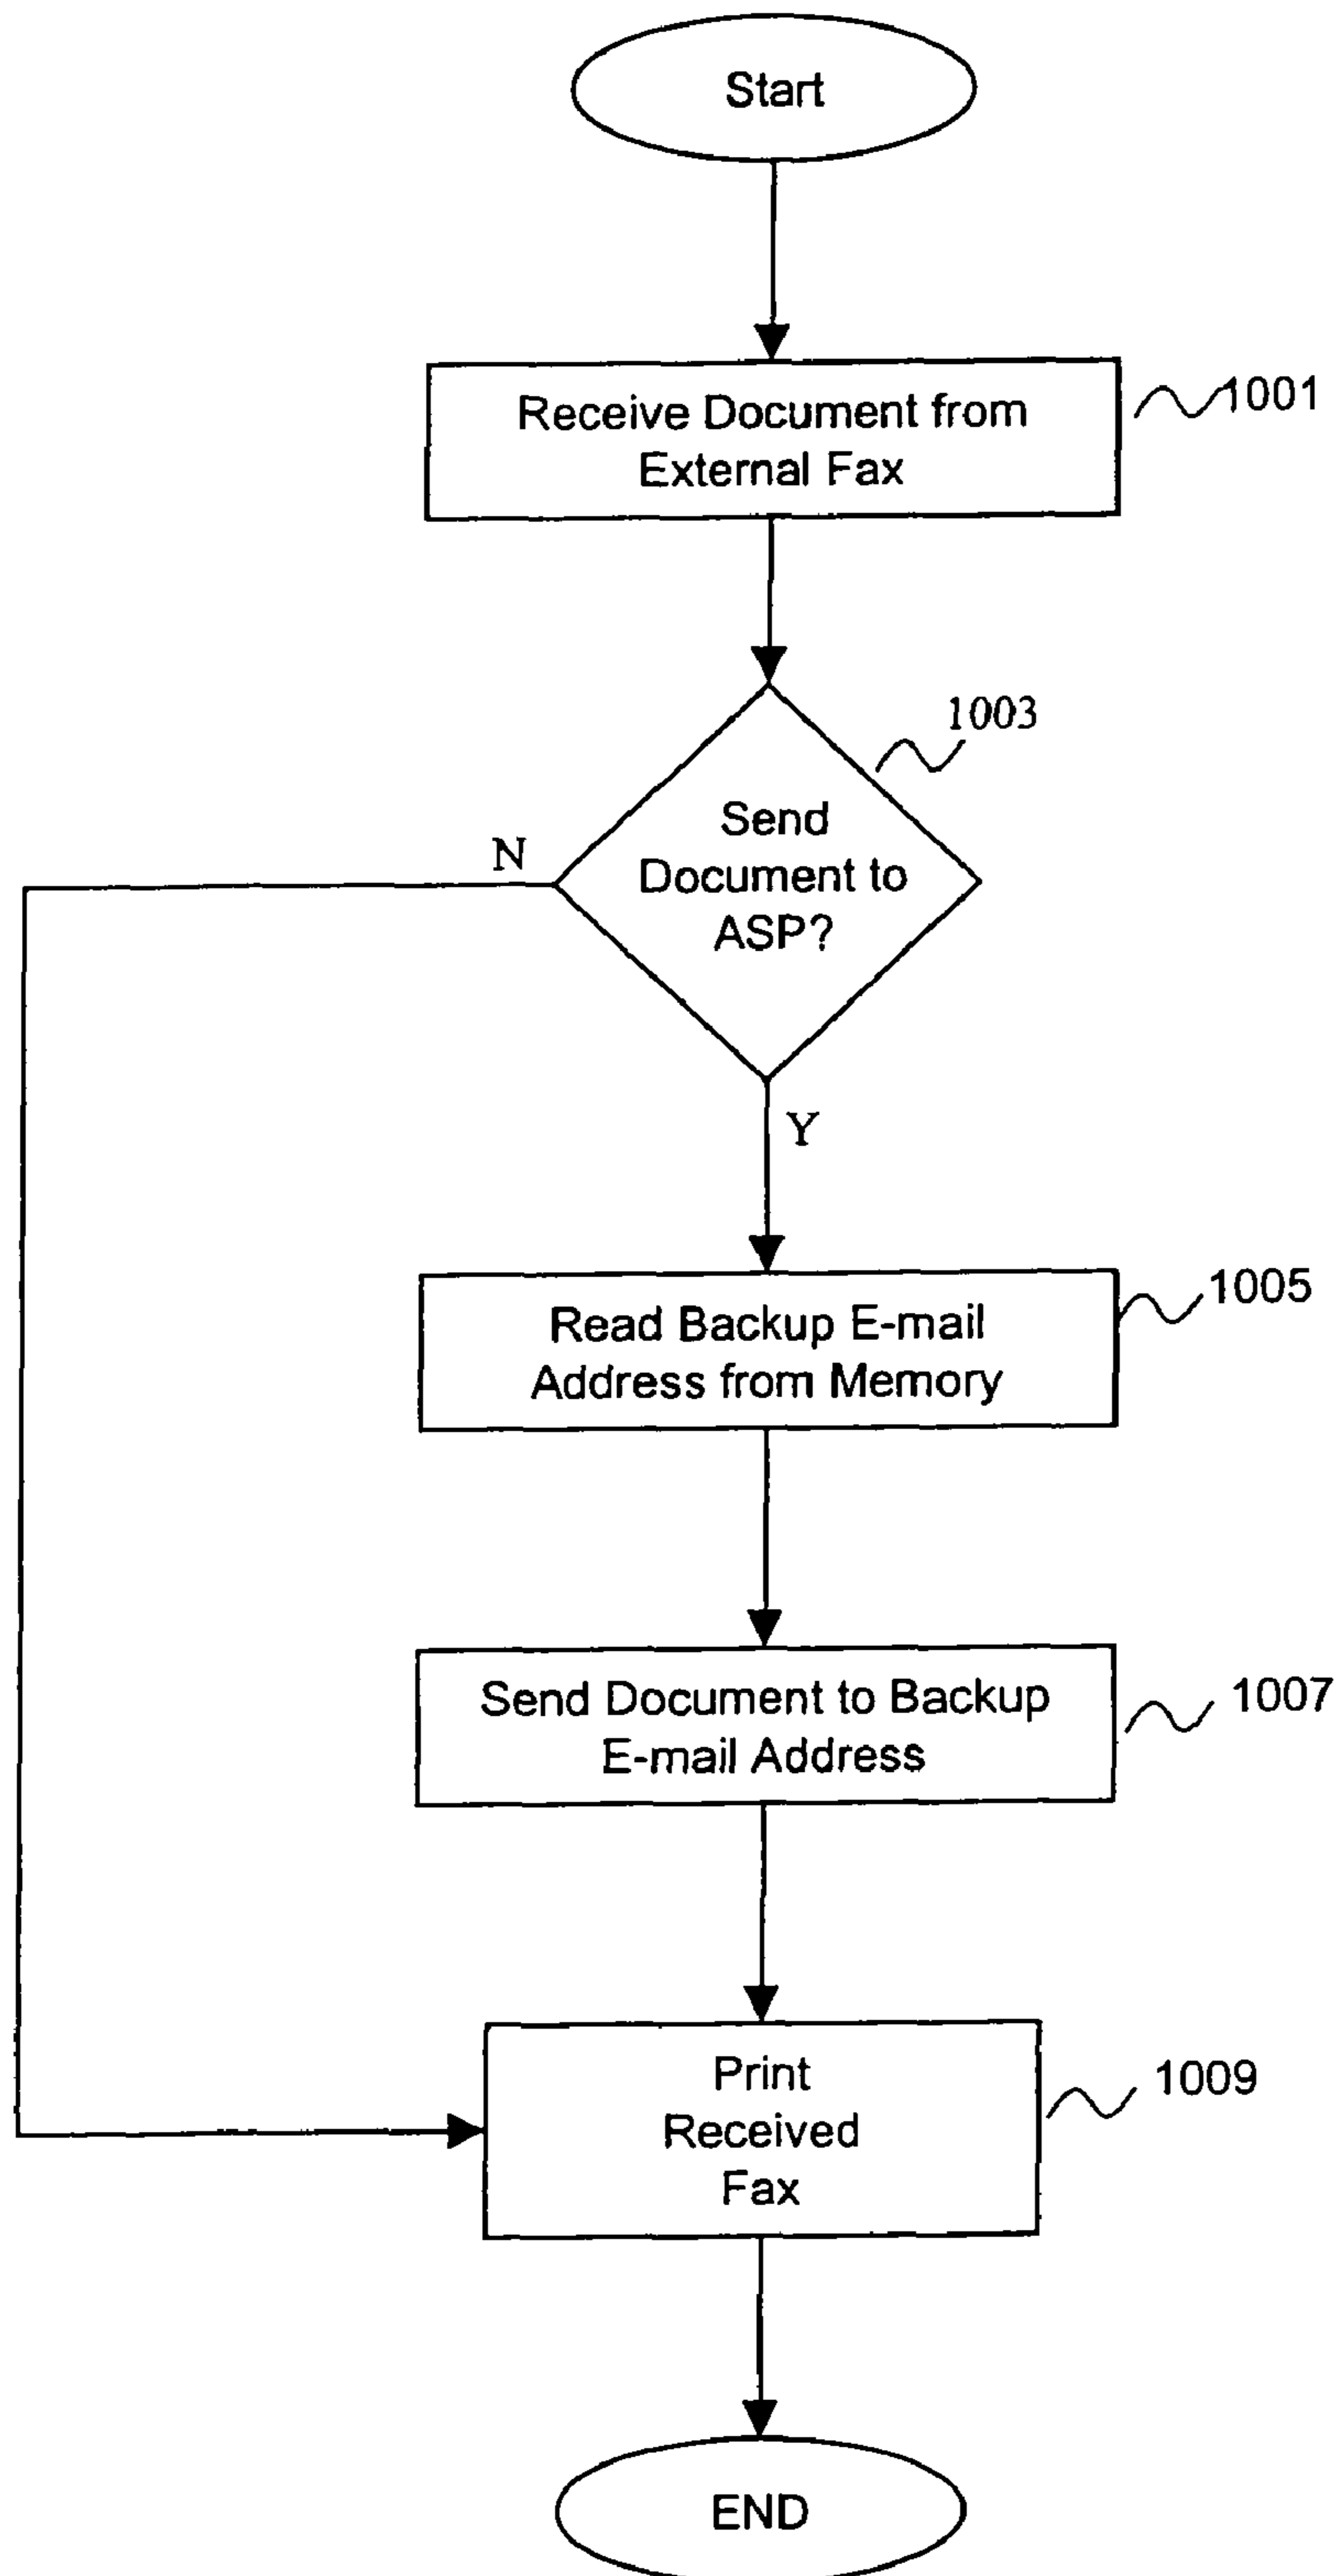 Start
Receive Document from
External Fax
1001
1003
Send
Document to
ASP?
N
Y
Read Backup E-mail
Address from Memory
1005
Send Document to Backup
E-mail Address
1007
Print
Received
Fax
1009
END